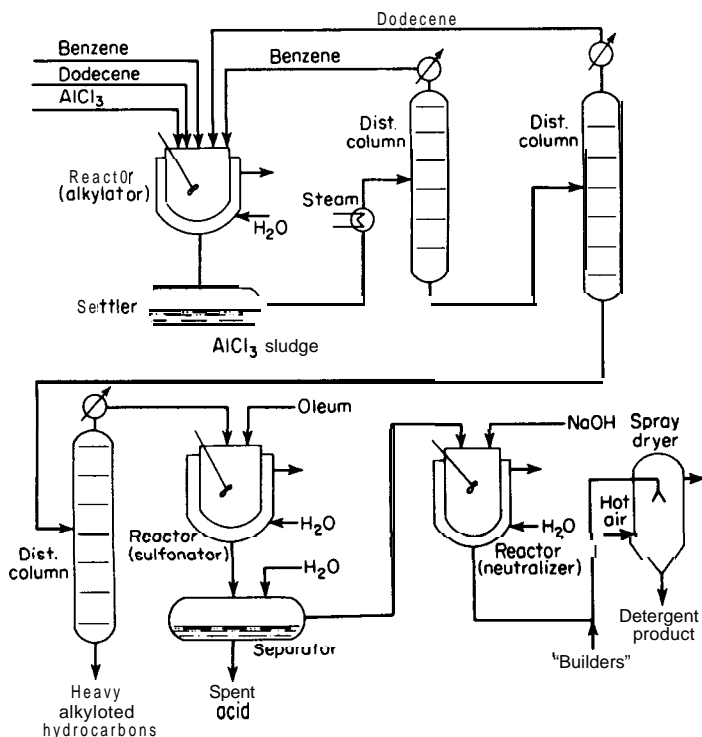 Dodecene
Benzene
Dodecene
AlCl3
Benzene
Dist.
column
Dist.
column
Reactor
(alkylator)
Steam
H2O
Settler
AlCl3 sludge
Oleum
NaOH
Spray
dryer
Hot
air
H2O
H2O
Reactor
(sulfonator)
Reactor
(neutralizer)
Dist.
column
H2O
Separator
Detergent
product
"Builders"
Heavy
alkyloted
hydrocarbons
Spent
acid